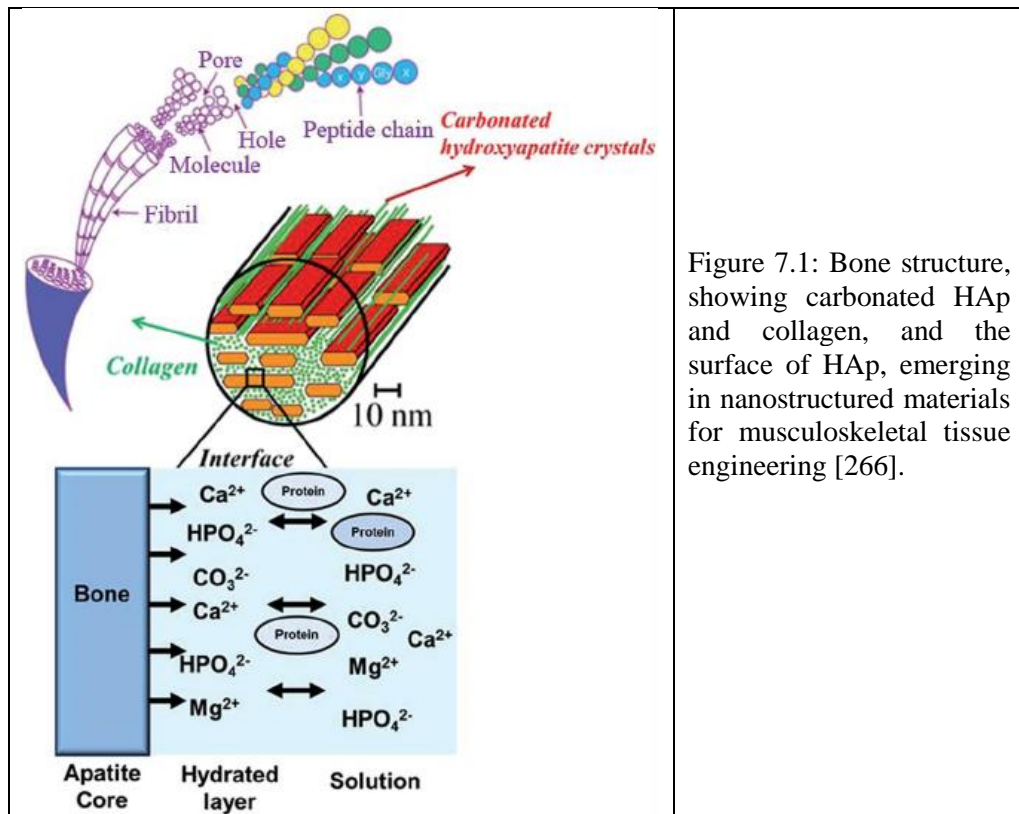 Pore
Hole
Molecule
Fibril
x y Gly x
Peptide chain
Carbonated
hydroxyapatite crystals
Collagen
10 nm
Interface
Bone
Ca²⁺
HPO₄²⁻
CO₃²⁻
Ca²⁺
HPO₄²⁻
Mg²⁺
Protein
Protein
Protein
Ca²⁺
HPO₄²⁻
CO₃²⁻
Ca²⁺
Mg²⁺
HPO₄²⁻
Apatite
Core
Hydrated
layer
Solution
Figure 7.1: Bone structure,
showing carbonated HAp
and collagen, and the
surface of HAp, emerging
in nanostructured materials
for musculoskeletal tissue
engineering [266].